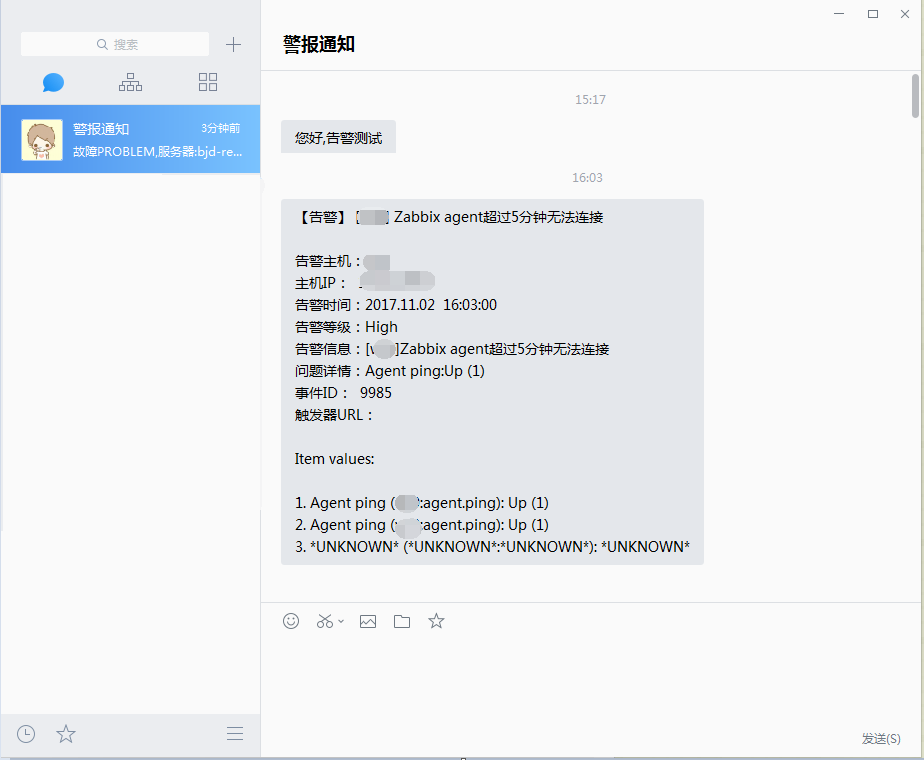 搜索
警报通知
3分钟前
故障PROBLEM,服务器:bjd-re...
警报通知
15:17
您好,告警测试
16:03
【告警】 [ ] Zabbix agent超过5分钟无法连接
告警主机：
主机IP：
告警时间：2017.11.02 16:03:00
告警等级：High
告警信息：[ ]Zabbix agent超过5分钟无法连接
问题详情：Agent ping:Up (1)
事件ID： 9985
触发器URL：
Item values:
1. Agent ping ( :agent.ping): Up (1)
2. Agent ping ( :agent.ping): Up (1)
3. *UNKNOWN* (*UNKNOWN*:*UNKNOWN*): *UNKNOWN*
发送(S)